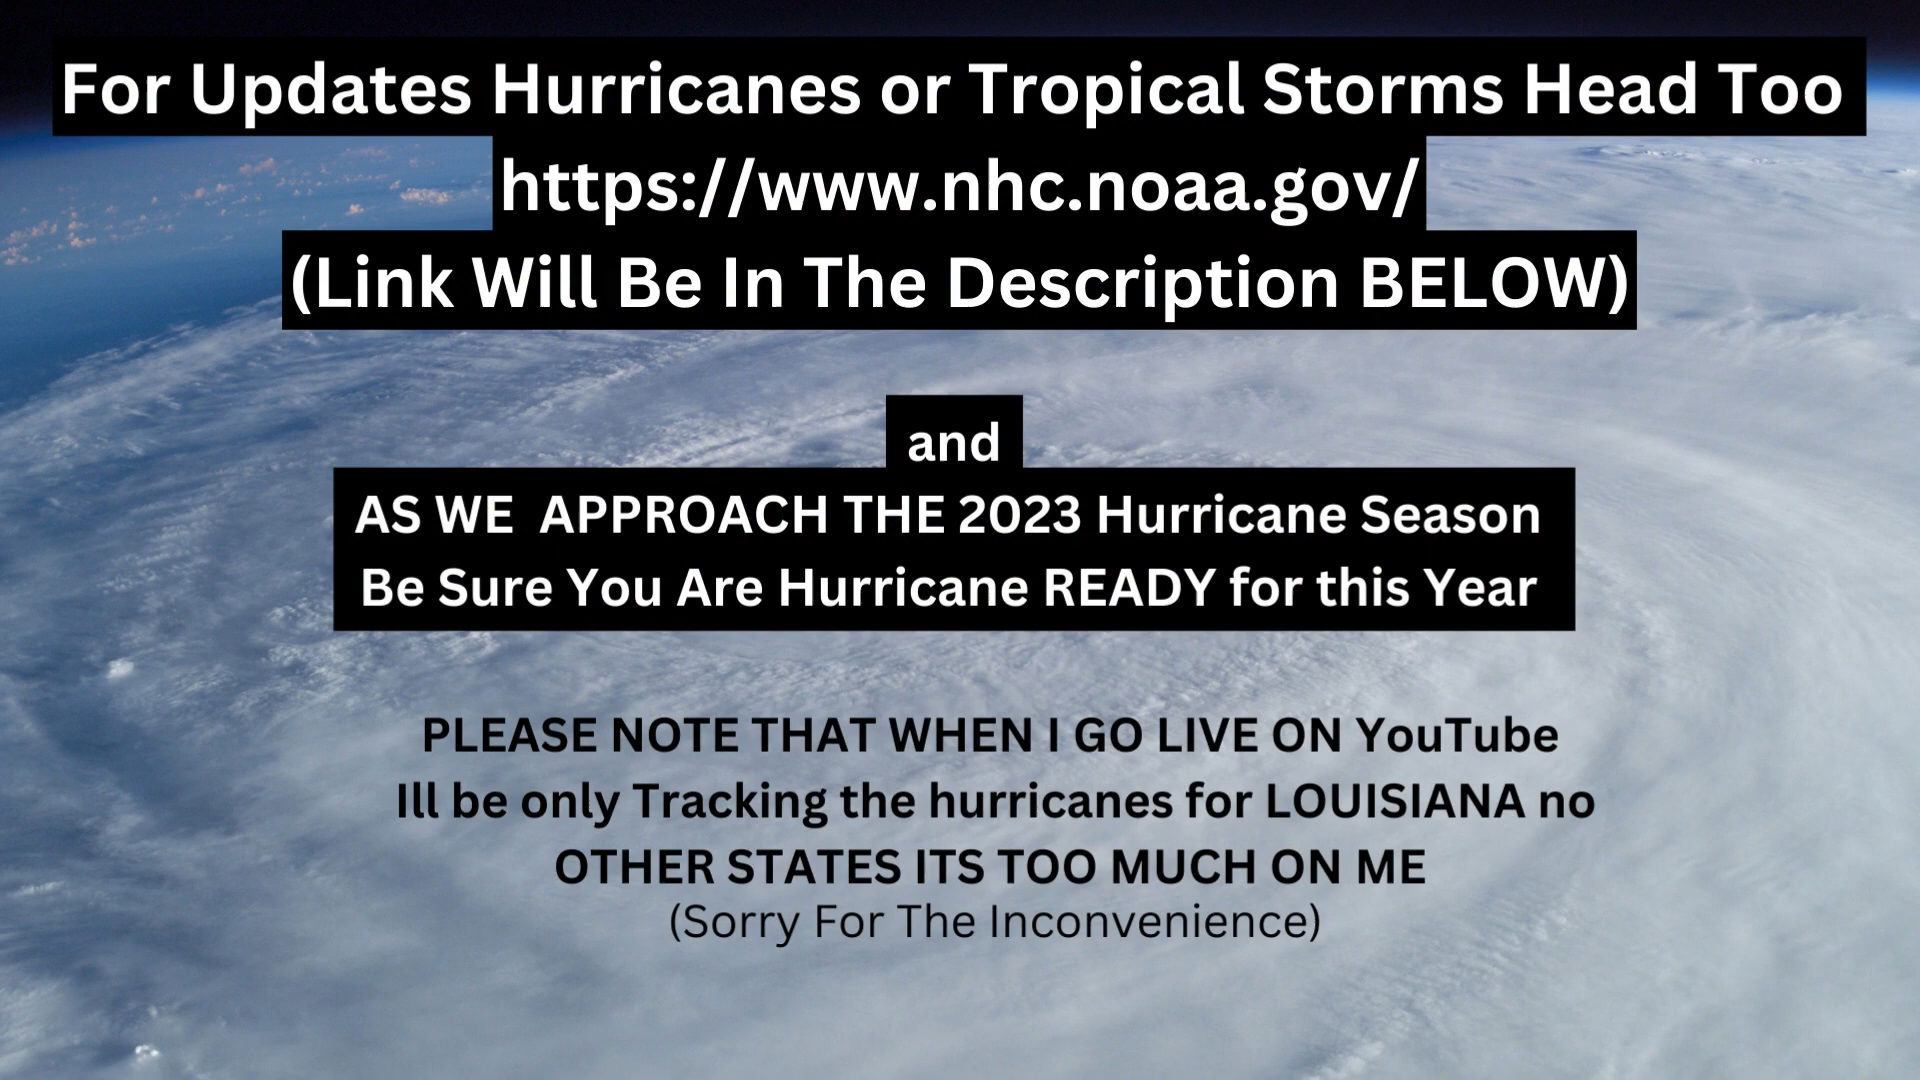 For Updates Hurricanes or Tropical Storms Head Too
https://www.nhc.noaa.gov/
(Link Will Be In The Description BELOW)
and
AS WE  APPROACH THE 2023 Hurricane Season
Be Sure You Are Hurricane READY for this Year
PLEASE NOTE THAT WHEN I GO LIVE ON YouTube
Ill be only Tracking the hurricanes for LOUISIANA no
OTHER STATES ITS TOO MUCH ON ME
(Sorry For The Inconvenience)